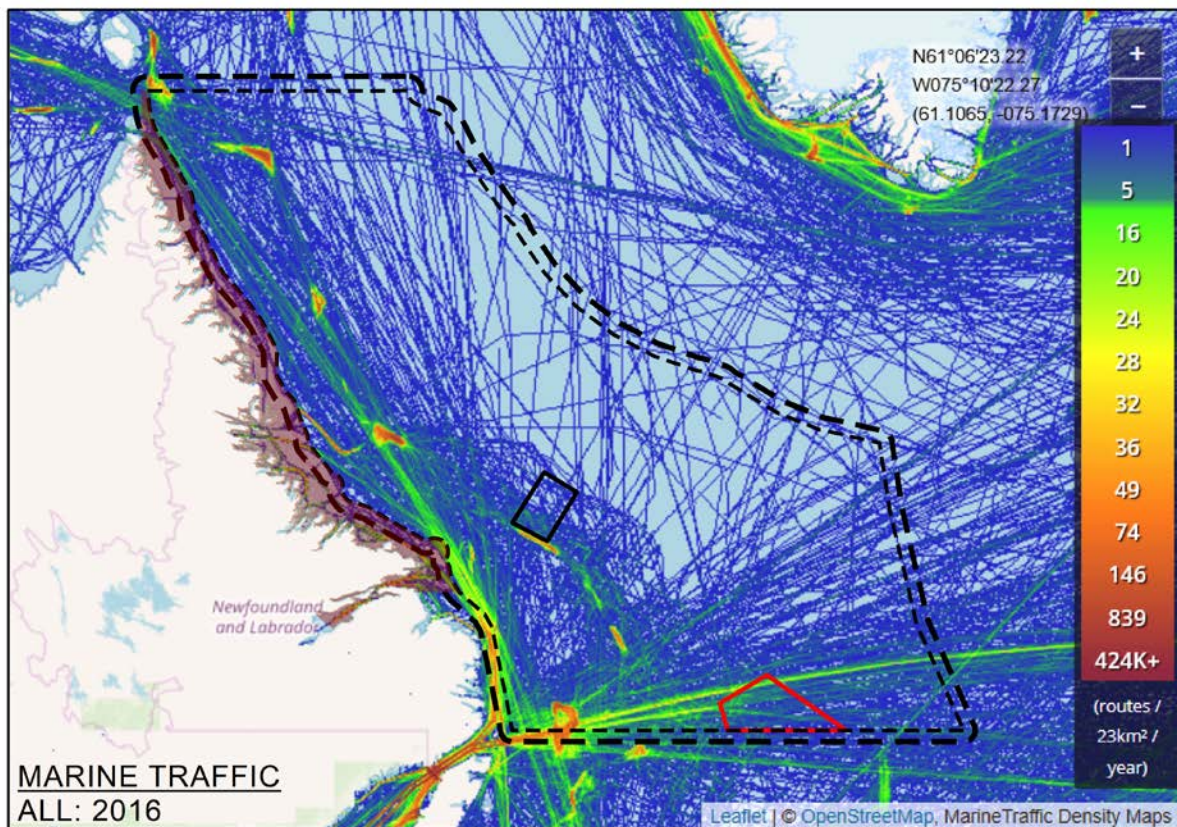 N61°06'23.22
W075°10'22.27
(61.1065, -075.1729)
+
−
1
5
16
20
24
28
32
36
49
74
146
839
424K+
(routes /
23km² /
year)
Newfoundland
and Labrador
MARINE TRAFFIC
ALL: 2016
Leaflet | © OpenStreetMap, MarineTraffic Density Maps